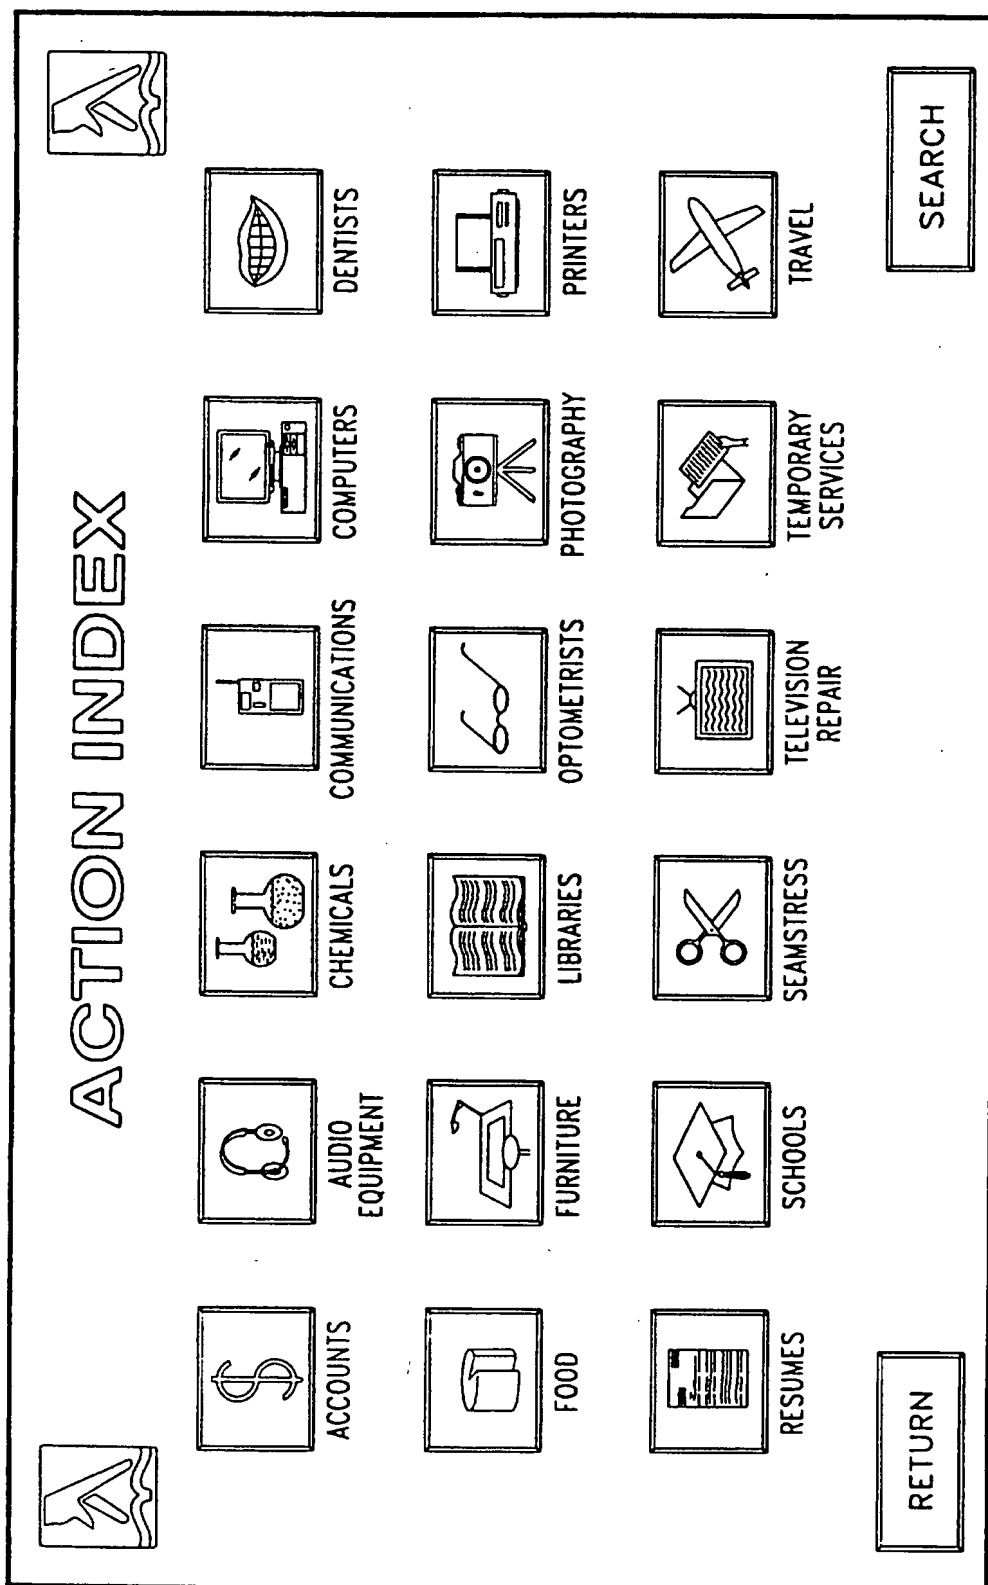 ACTION INDEX
ACCOUNTS
AUDIO
EQUIPMENT
CHEMICALS
COMMUNICATIONS
COMPUTERS
DENTISTS
FOOD
FURNITURE
LIBRARIES
OPTOMETRISTS
PHOTOGRAPHY
PRINTERS
RESUMES
SCHOOLS
SEAMSTRESS
TELEVISION
REPAIR
TEMPORARY
SERVICES
TRAVEL
RETURN
SEARCH